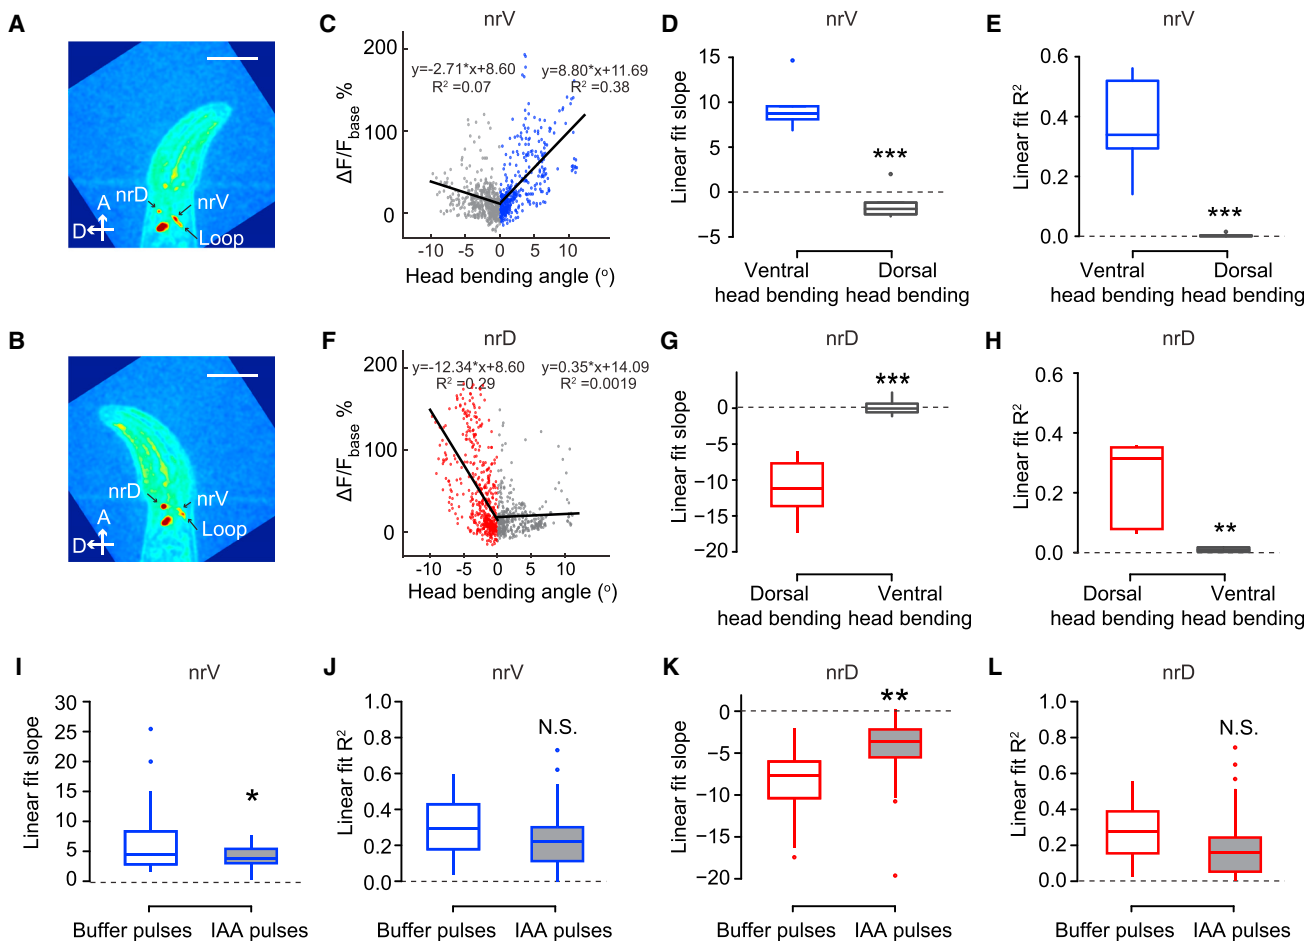 A
nrD
A
nrV
D
Loop
B
nrD
nrV
A
Loop
D
C
nrV
ΔF/Fbase %
200
100
0
y=-2.71*x+8.60
R² =0.07
y=8.80*x+11.69
R² =0.38
-10 -5 0 5 10
Head bending angle (°)
D
nrV
Linear fit slope
15
10
5
0
−5
***
Ventral head bending
Dorsal head bending
E
nrV
Linear fit R²
0.6
0.4
0.2
0.0
***
Ventral head bending
Dorsal head bending
F
nrD
ΔF/Fbase %
200
100
0
y=-12.34*x+8.60
R² =0.29
y=0.35*x+14.09
R² =0.0019
-10 -5 0 5 10
Head bending angle (°)
G
nrD
Linear fit slope
0
−5
−10
−15
−20
***
Dorsal head bending
Ventral head bending
H
nrD
Linear fit R²
0.6
0.4
0.2
0.0
**
Dorsal head bending
Ventral head bending
I
nrV
Linear fit slope
30
25
20
15
10
5
0
*
Buffer pulses IAA pulses
J
nrV
Linear fit R²
1.0
0.8
0.6
0.4
0.2
0.0
N.S.
Buffer pulses IAA pulses
K
nrD
Linear fit slope
0
−5
−10
−15
−20
**
Buffer pulses IAA pulses
L
nrD
Linear fit R²
1.0
0.8
0.6
0.4
0.2
0.0
N.S.
Buffer pulses IAA pulses